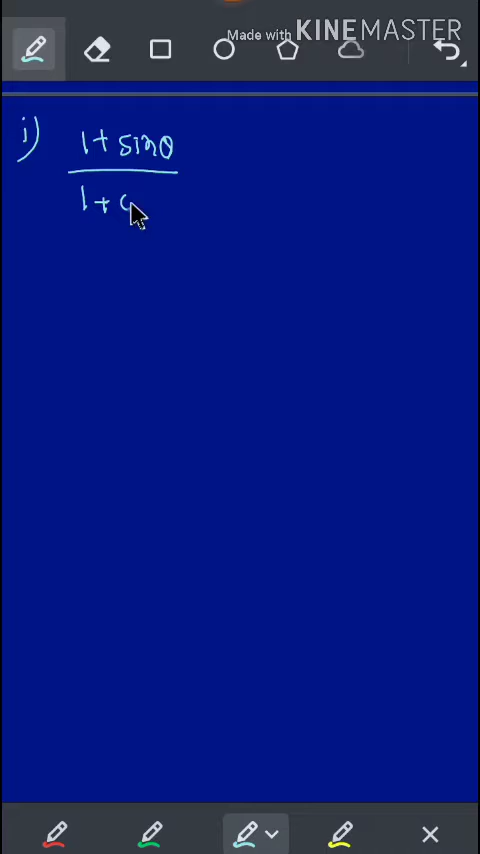 Made with KINEMASTER
i) 1 + sinθ
1 + c